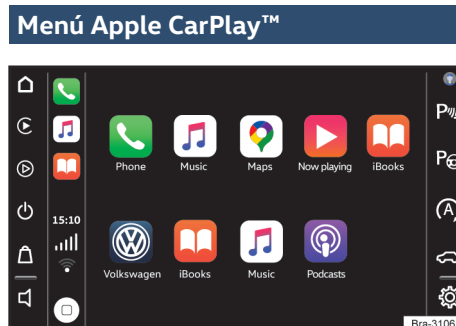 Menú Apple CarPlay™
Phone Music Maps Now playing iBooks
15:10
Volkswagen iBooks Music Podcasts
Bra-3106